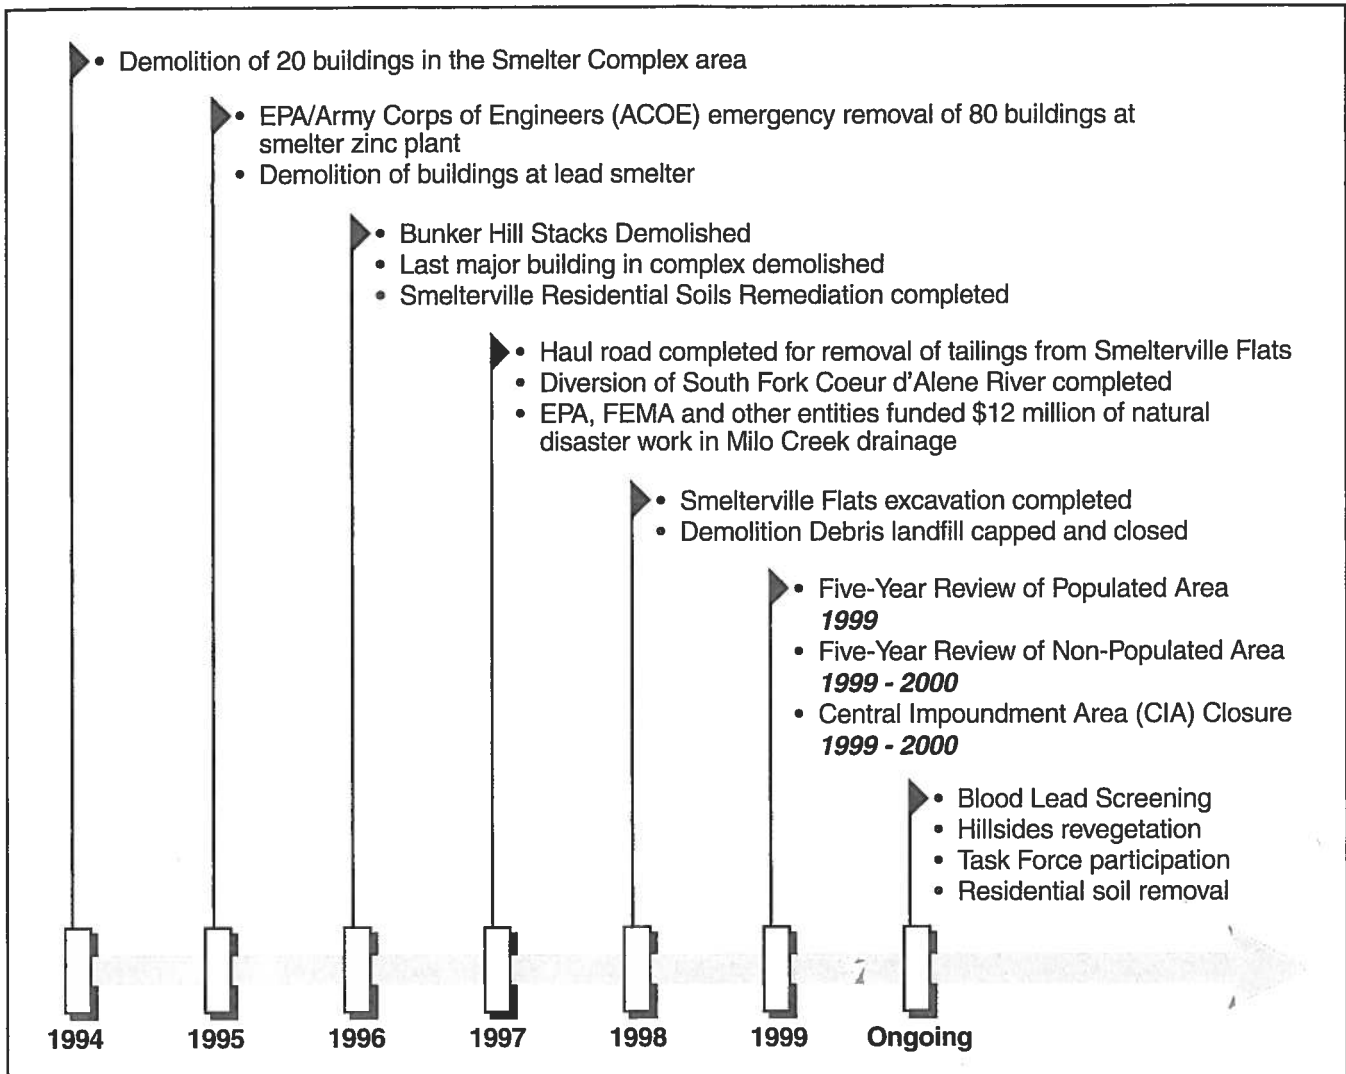 • Demolition of 20 buildings in the Smelter Complex area
• EPA/Army Corps of Engineers (ACOE) emergency removal of 80 buildings at
smelter zinc plant
• Demolition of buildings at lead smelter
• Bunker Hill Stacks Demolished
• Last major building in complex demolished
• Smelterville Residential Soils Remediation completed
• Haul road completed for removal of tailings from Smelterville Flats
• Diversion of South Fork Coeur d'Alene River completed
• EPA, FEMA and other entities funded $12 million of natural
disaster work in Milo Creek drainage
• Smelterville Flats excavation completed
• Demolition Debris landfill capped and closed
• Five-Year Review of Populated Area
1999
• Five-Year Review of Non-Populated Area
1999 - 2000
• Central Impoundment Area (CIA) Closure
1999 - 2000
• Blood Lead Screening
• Hillsides revegetation
• Task Force participation
• Residential soil removal
1994 1995 1996 1997 1998 1999 Ongoing